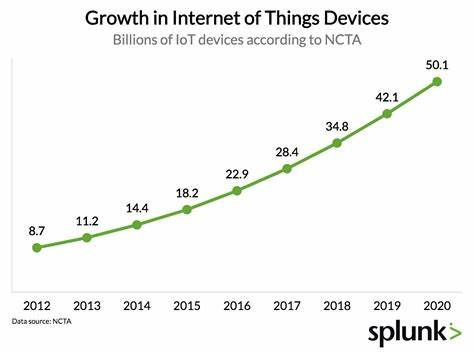 Growth in Internet of Things Devices
Billions of IoT devices according to NCTA
8.7
11.2
14.4
18.2
22.9
28.4
34.8
42.1
50.1
2012 2013 2014 2015 2016 2017 2018 2019 2020
Data source: NCTA
splunk>